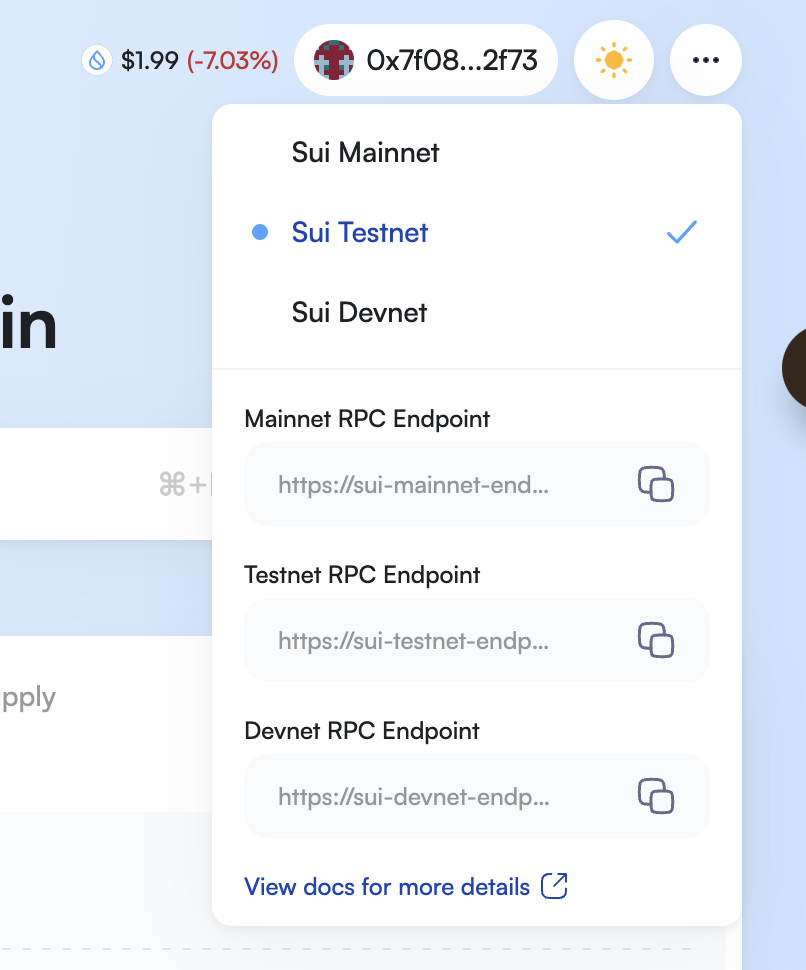 $1.99 (-7.03%) 0x7f08...2f73
Sui Mainnet
Sui Testnet
Sui Devnet
in
Mainnet RPC Endpoint
⌘+
https://sui-mainnet-end...
Testnet RPC Endpoint
https://sui-testnet-endp...
pply
Devnet RPC Endpoint
https://sui-devnet-endp...
View docs for more details